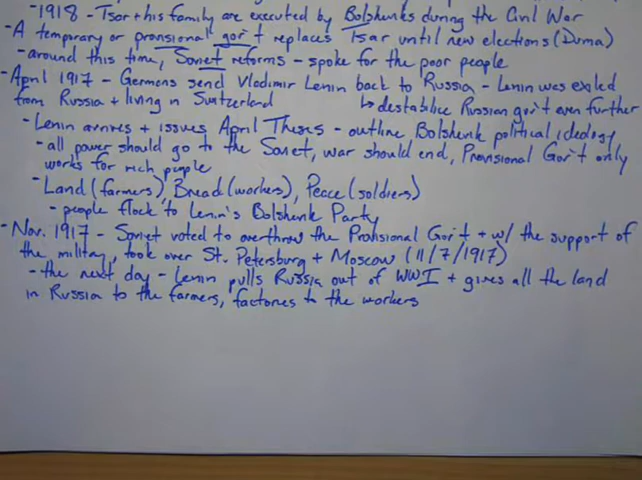 - 1918 - Tsar + his family are executed by Bolsheviks during the Civil War
- A temporary or provisional gov't replaces Tsar until new elections (Duma)
- around this time, Soviet reforms - spoke for the poor people
- April 1917 - Germans send Vladimir Lenin back to Russia - Lenin was exiled
from Russia + living in Switzerland ↳ destabilize Russian gov't even further
- Lenin arrives + issues April Theses - outline Bolshevik political ideology
- all power should go to the Soviet, war should end, Provisional Gov't only
works for rich people
- Land (farmers), Bread (workers), Peace (soldiers)
- people flock to Lenin's Bolshevik Party
- Nov. 1917 - Soviet voted to overthrow the Provisional Gov't + w/ the support of
the military, took over St. Petersburg + Moscow (11/7/1917)
- the next day - Lenin pulls Russia out of WWI + gives all the land
in Russia to the farmers, factories to the workers